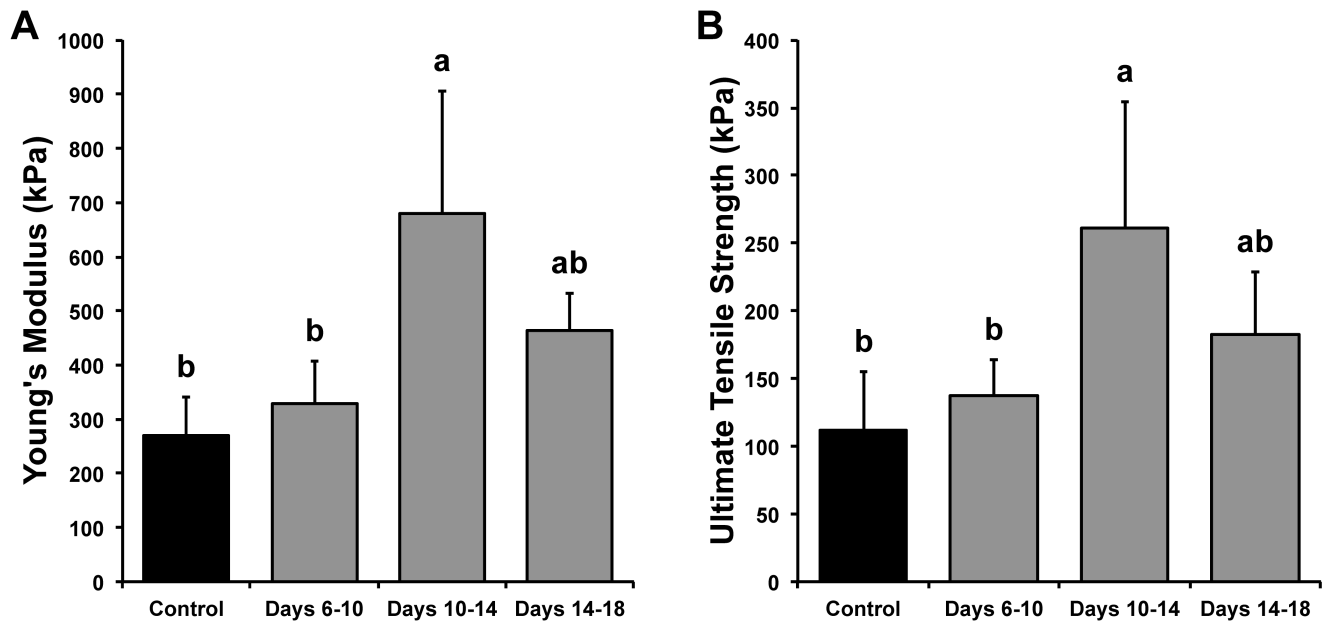 A
Young's Modulus (kPa)
1000
900
800
700
600
500
400
300
200
100
0
b
b
a
ab
Control
Days 6-10
Days 10-14
Days 14-18
B
Ultimate Tensile Strength (kPa)
400
350
300
250
200
150
100
50
0
b
b
a
ab
Control
Days 6-10
Days 10-14
Days 14-18